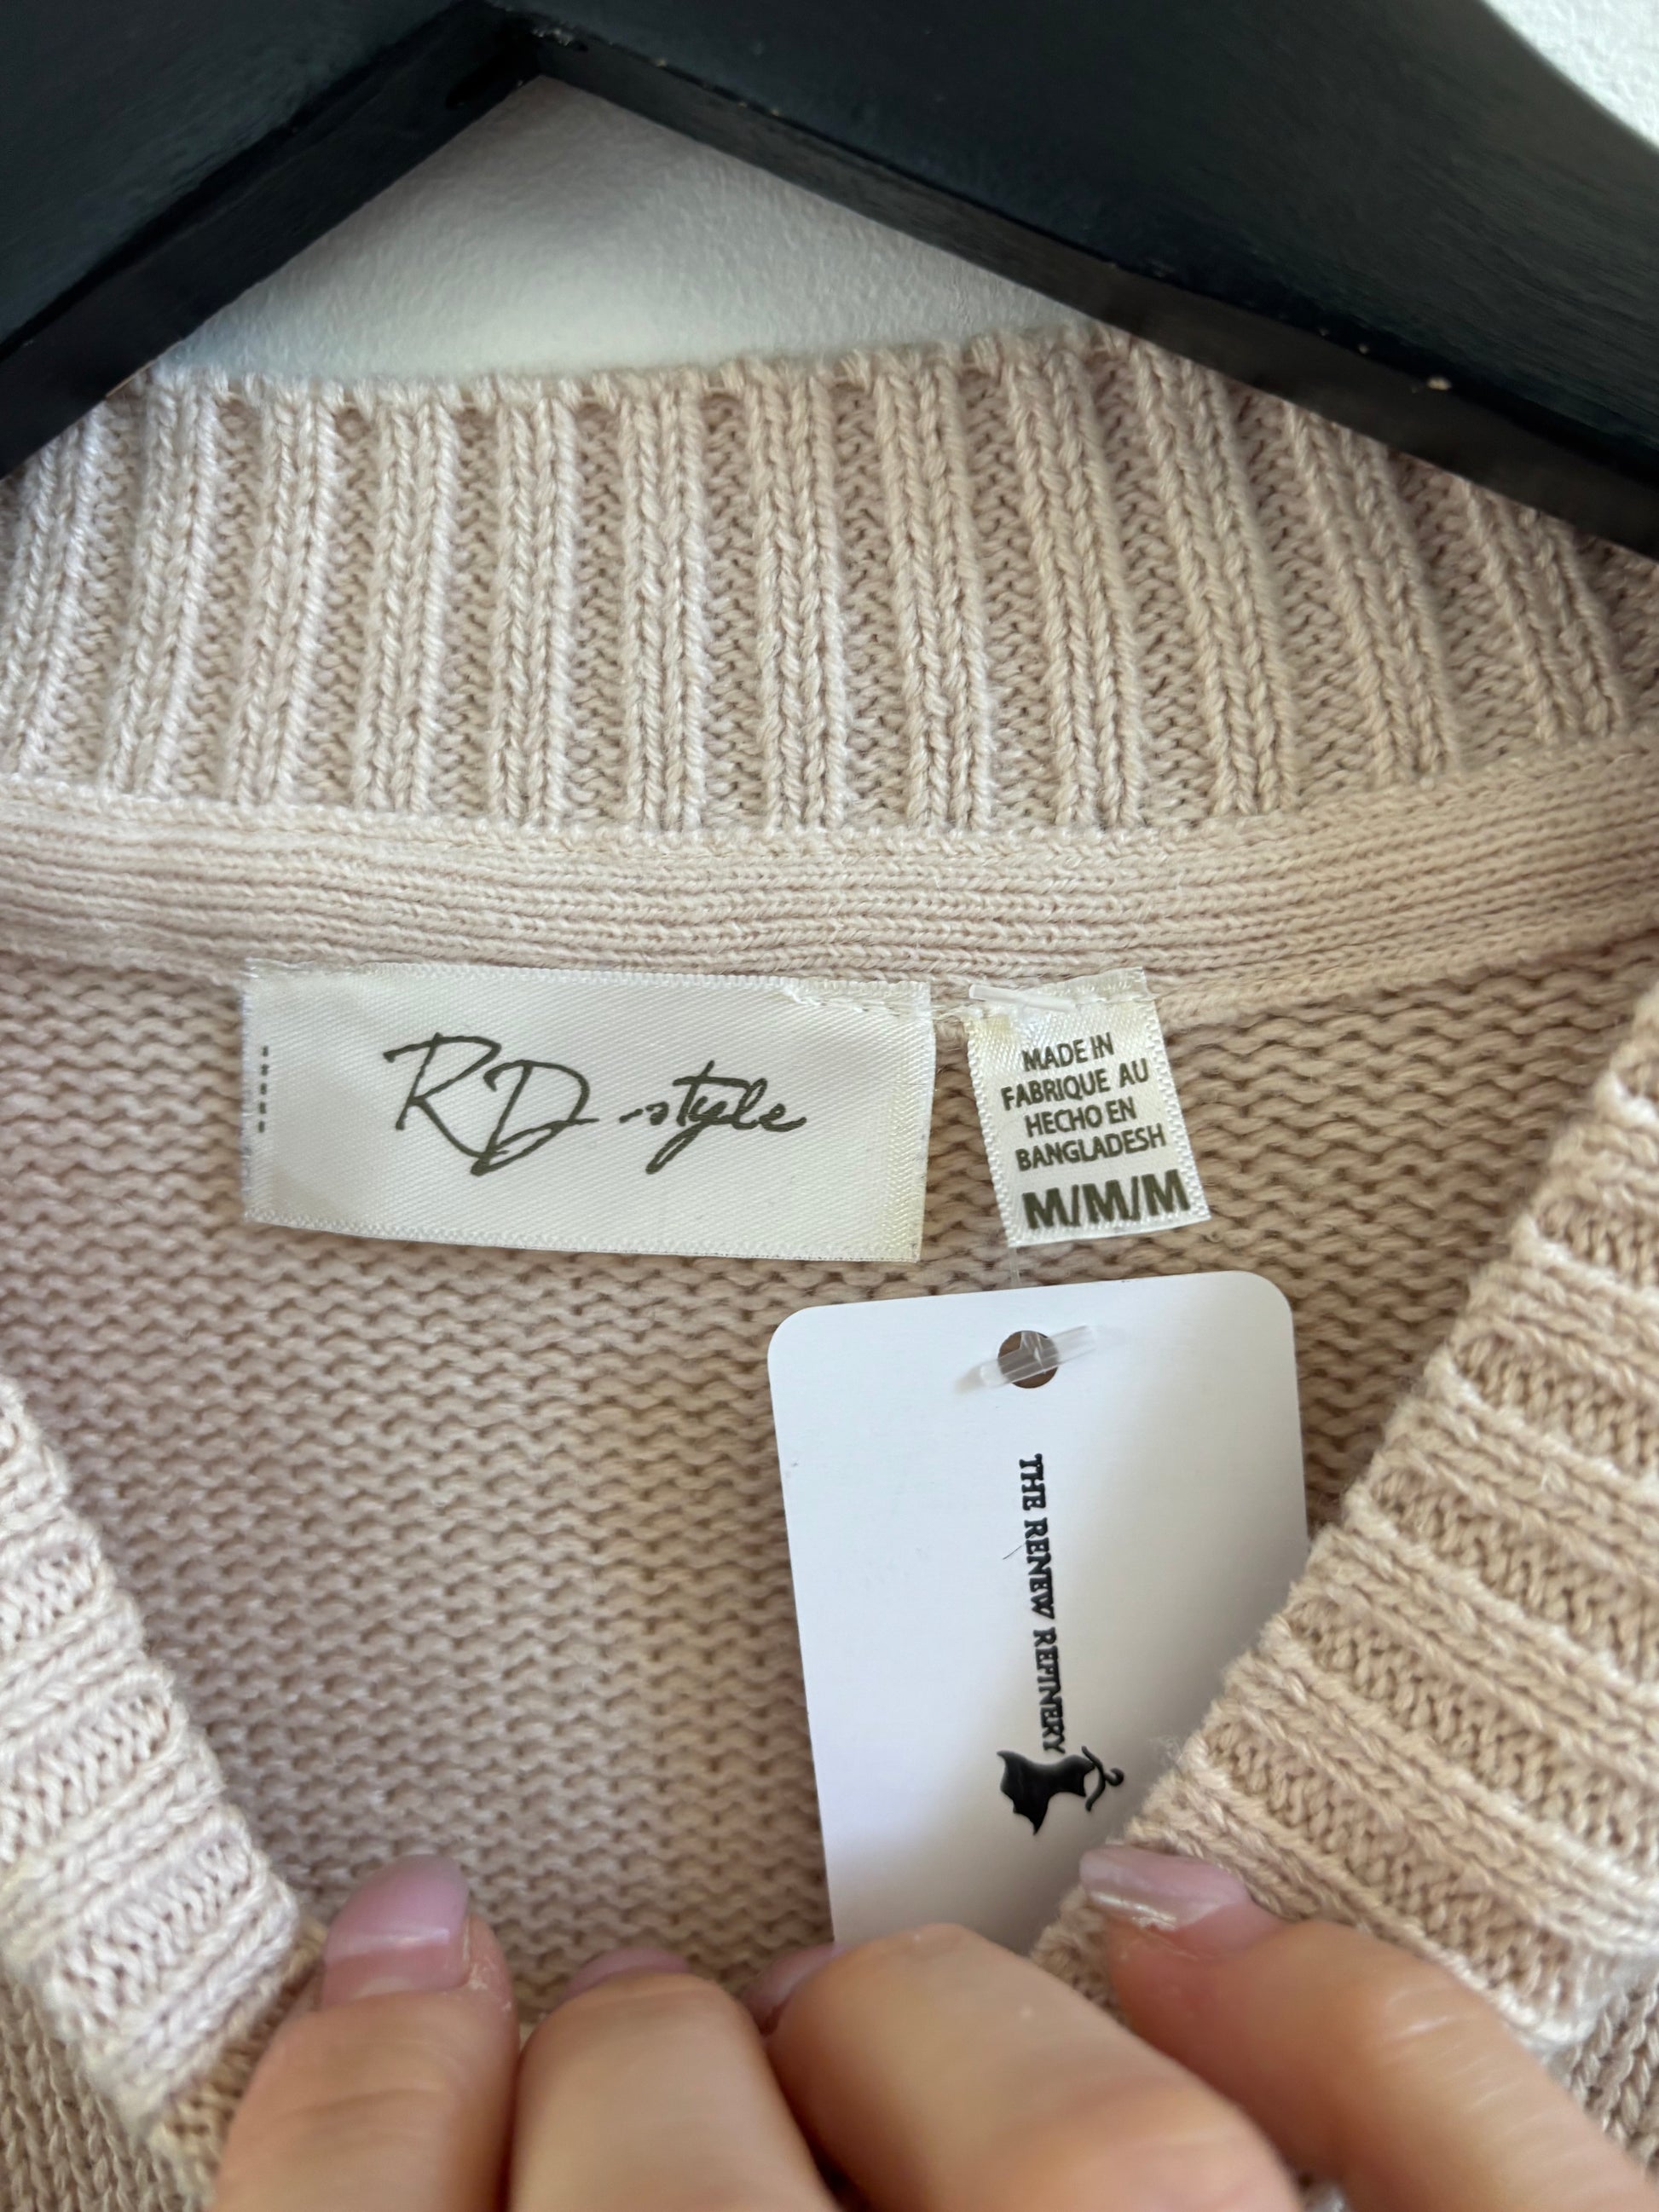 RD style
MADE IN
FABRIQUE AU
HECHO EN
BANGLADESH
M/M/M
THE RENEW REFINERY